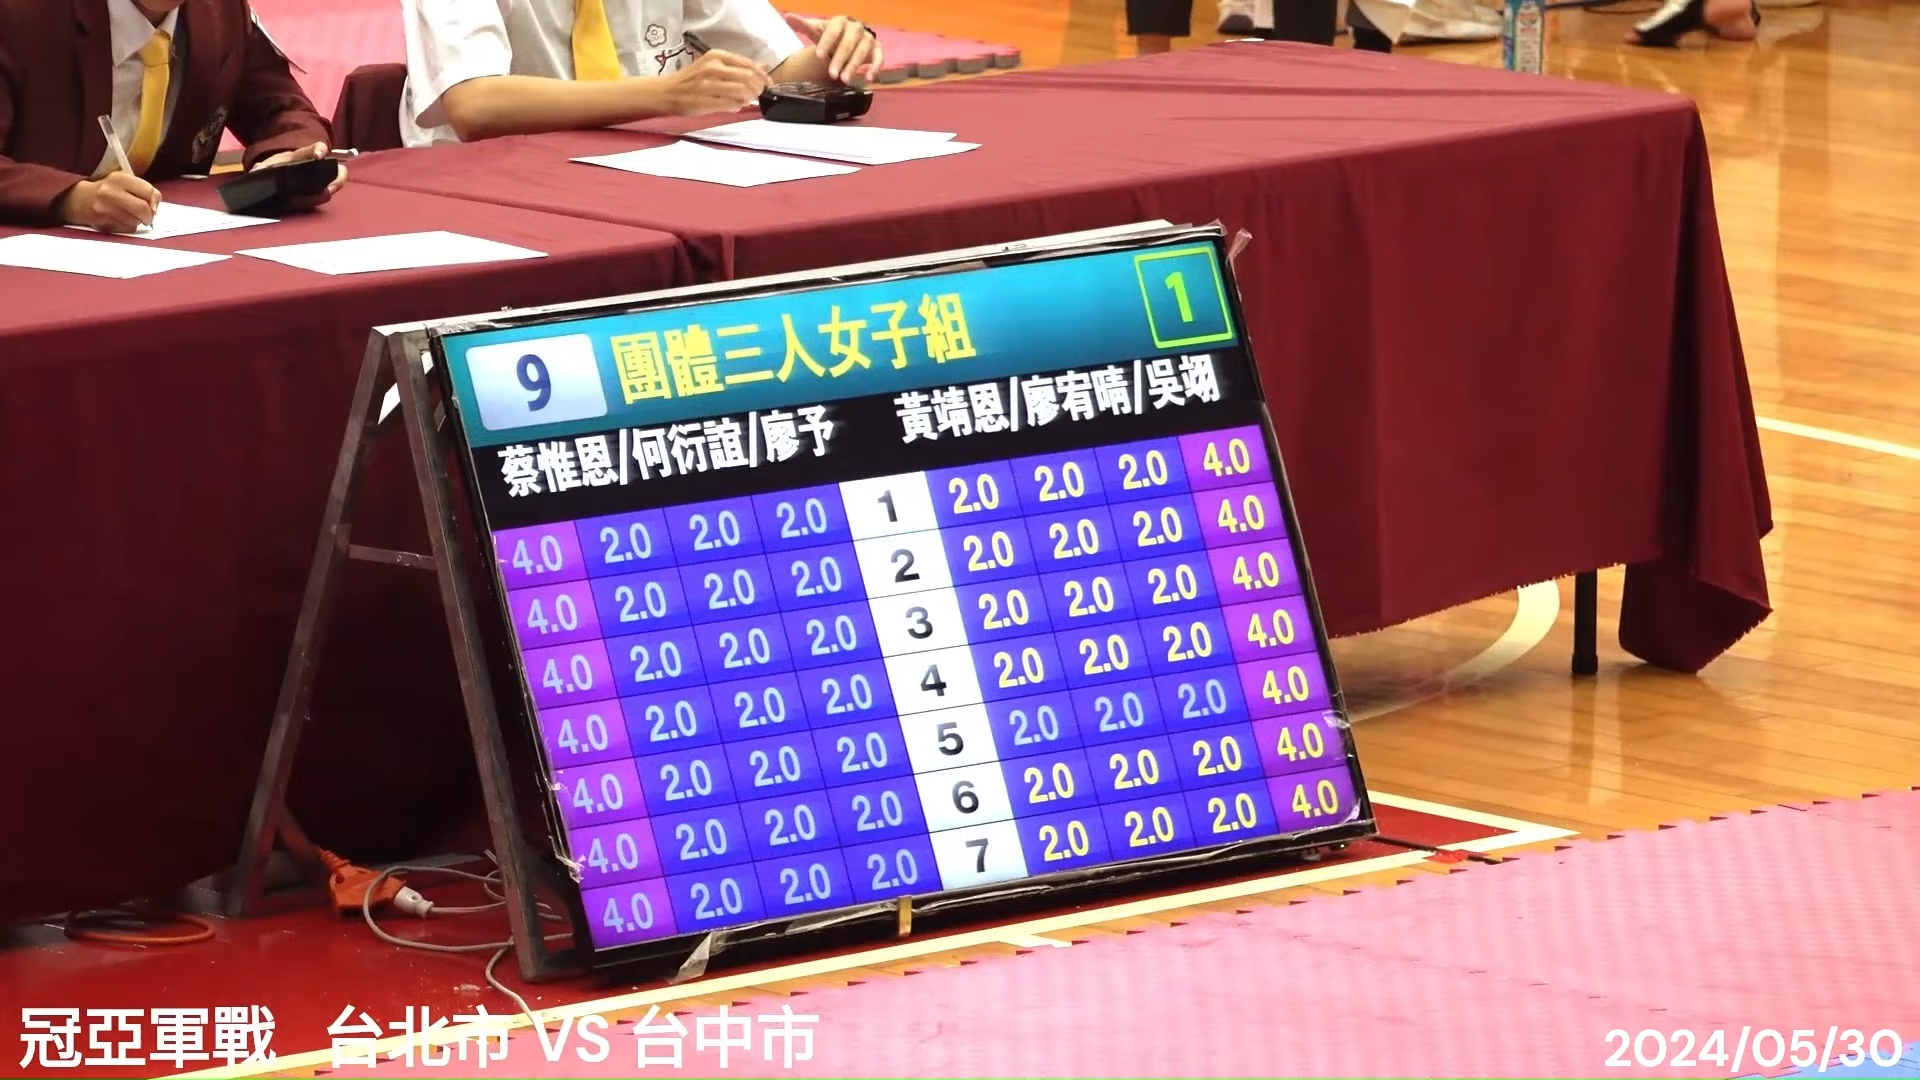 9 團體三人女子組 1
蔡惟恩/何衍誼/廖予 黃靖恩/廖宥晴/吳翊
4.0 2.0 2.0 2.0 1 2.0 2.0 2.0 4.0
4.0 2.0 2.0 2.0 2 2.0 2.0 2.0 4.0
4.0 2.0 2.0 2.0 3 2.0 2.0 2.0 4.0
4.0 2.0 2.0 2.0 4 2.0 2.0 2.0 4.0
4.0 2.0 2.0 2.0 5 2.0 2.0 2.0 4.0
4.0 2.0 2.0 2.0 6 2.0 2.0 2.0 4.0
4.0 2.0 2.0 2.0 7 2.0 2.0 2.0 4.0
冠亞軍戰 台北市 VS 台中市
2024/05/30